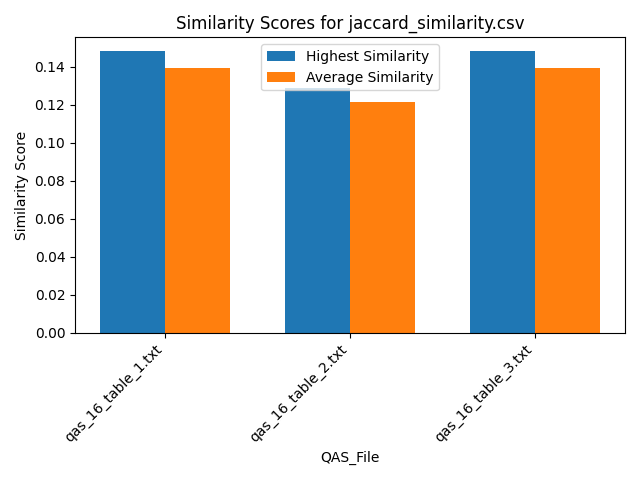 Similarity Scores for jaccard_similarity.csv
Highest Similarity
Average Similarity
Similarity Score
0.14
0.12
0.10
0.08
0.06
0.04
0.02
0.00
qas_16_table_1.txt
qas_16_table_2.txt
qas_16_table_3.txt
QAS_File